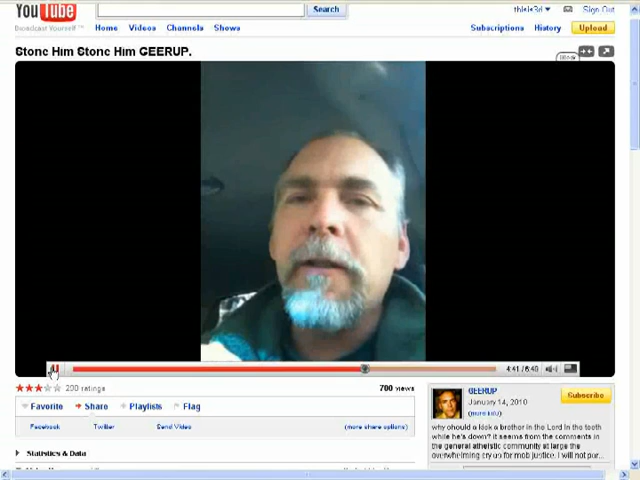 YouTube
Search
thisis3d
Sign Out
Broadcast Yourself™
Home Videos Channels Shows
Subscriptions History Upload
Stone Him Stone Him GEERUP.
4:41 / 6:49
200 ratings
700 views
Favorite Share Playlists Flag
Facebook Twitter Send Video (more share options)
Statistics & Data
GEERUP
January 14, 2010
(more info)
Subscribe
why should u kick a brother in the Lord in the teeth
while he's down? it seems from the comments in
the general atheistic community at large the
overwhelming cry for mob justice. I will not pur...